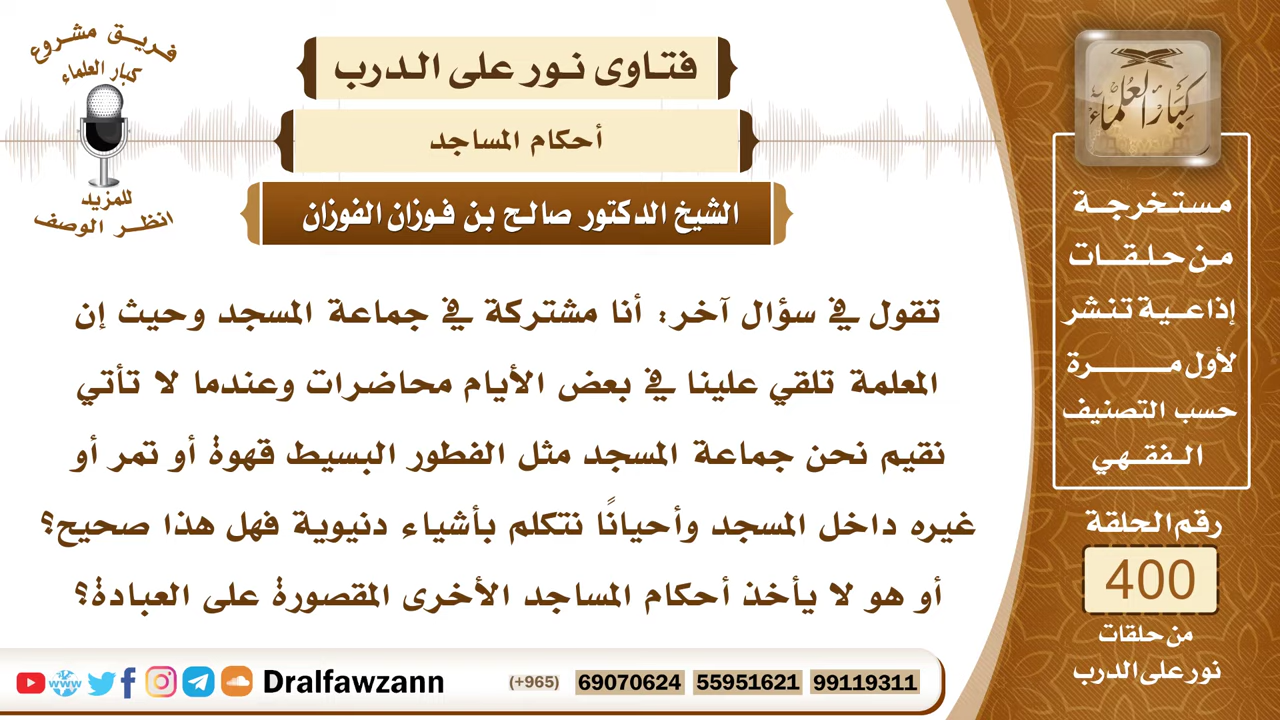 فريق مشروع
كبار العلماء
للمزيد
انظر الوصف
فتاوى نور على الدرب
أحكام المساجد
الشيخ الدكتور صالح بن فوزان الفوزان
تقول في سؤال آخر: أنا مشتركة في جماعة المسجد وحيث إن
المعلمة تلقي علينا في بعض الأيام محاضرات وعندما لا تأتي
نقيم نحن جماعة المسجد مثل الفطور البسيط قهوة أو تمر أو
غيره داخل المسجد وأحيانًا نتكلم بأشياء دنيوية فهل هذا صحيح؟
أو هو لا يأخذ أحكام المساجد الأخرى المقصورة على العبادة؟
كبار العلماء
مستخرجة
من حلقات
إذاعية تنشر
لأول مرة
حسب التصنيف
الفقهي
رقم الحلقة
400
من حلقات
نور على الدرب
www Dralfawzann (+965) 69070624 55951621 99119311